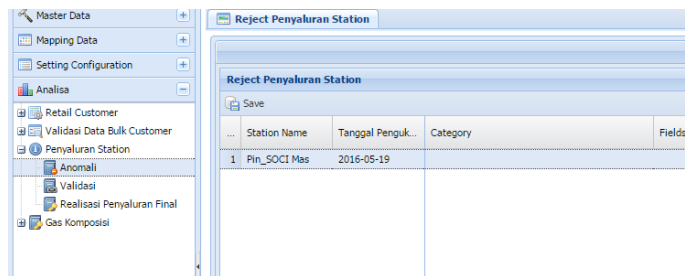 Master Data
Mapping Data
Setting Configuration
Analisa
Retail Customer
Validasi Data Bulk Customer
Penyaluran Station
Anomali
Validasi
Realisasi Penyaluran Final
Gas Komposisi
Reject Penyaluran Station
Reject Penyaluran Station
Save
... Station Name Tanggal Penguk... Category Fields
1 Pin_SOCI Mas 2016-05-19